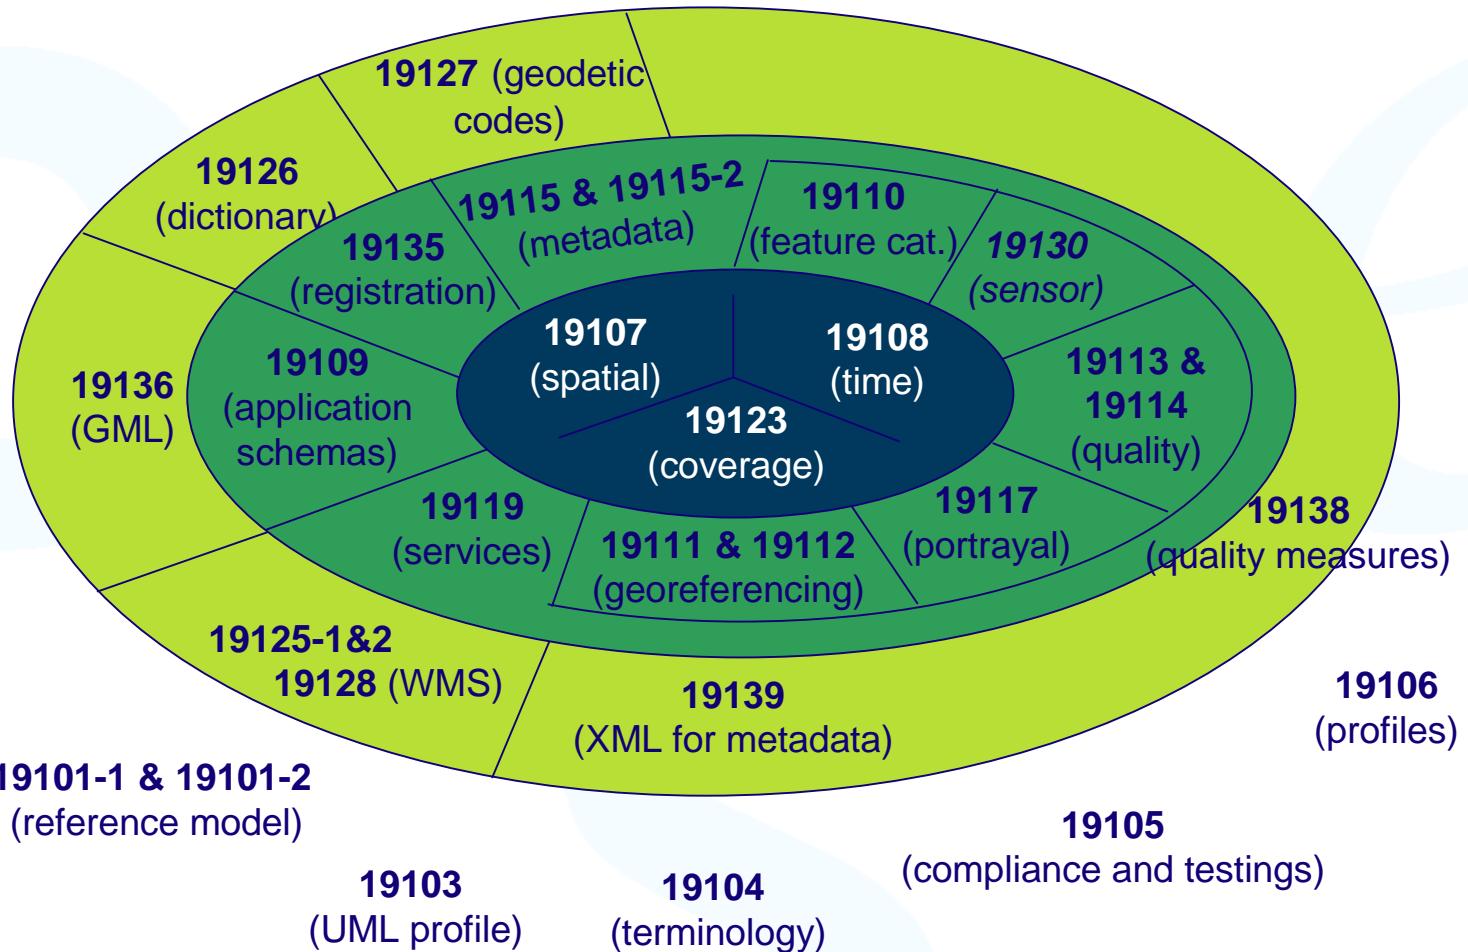 19127 (geodetic
codes)
19126
(dictionary)
19115 & 19115-2
(metadata)
19110
(feature cat.)
19135
(registration)
19130
(sensor)
19107
(spatial)
19108
(time)
19109
(application
schemas)
19113 &
19114
(quality)
19136
(GML)
19123
(coverage)
19119
(services)
19111 & 19112
(georeferencing)
19117
(portrayal)
19138
(quality measures)
19125-1&2
19128 (WMS)
19139
(XML for metadata)
19106
(profiles)
19101-1 & 19101-2
(reference model)
19105
(compliance and testings)
19103
(UML profile)
19104
(terminology)